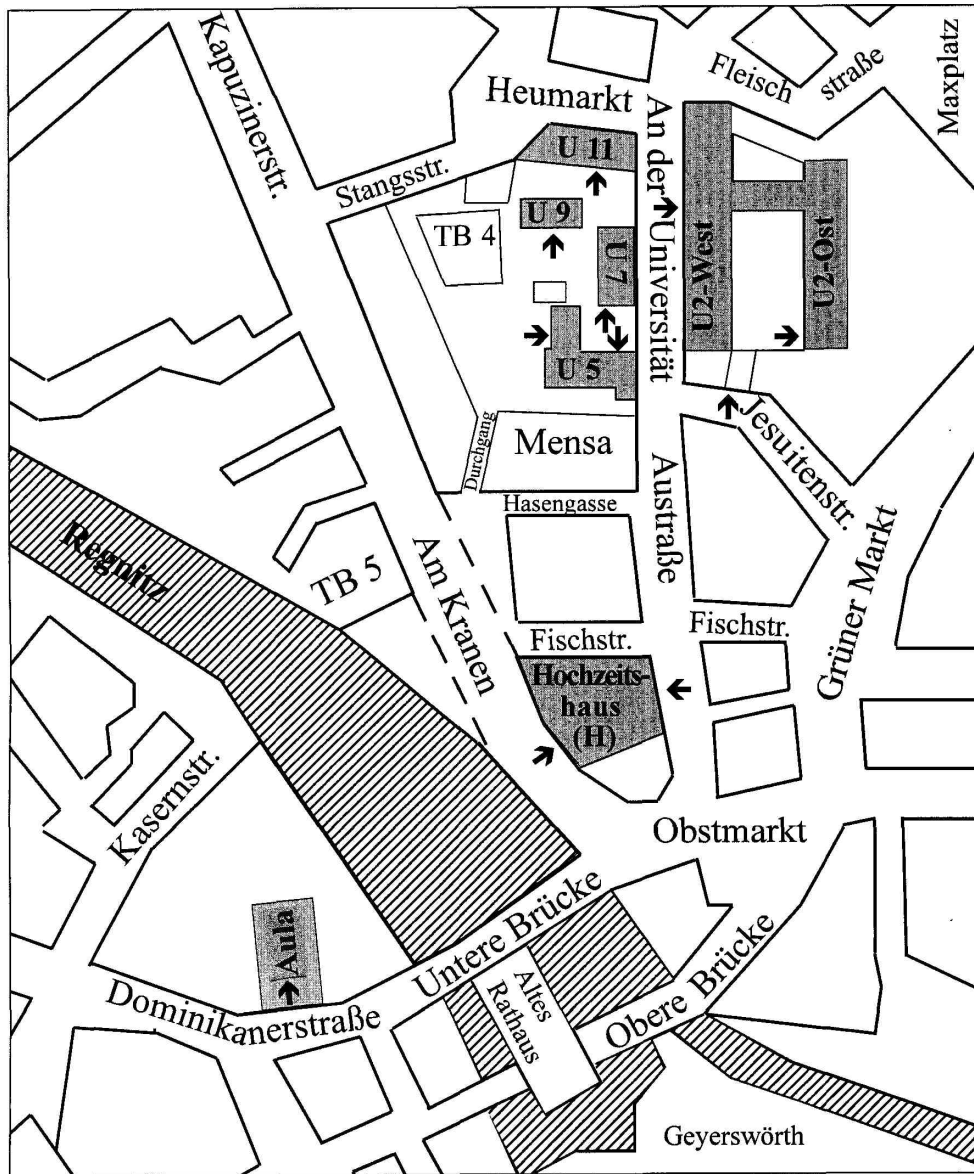 Kapuzinerstr.
Heumarkt
Fleisch
straße
Maxplatz
An der
Universität
Stangsstr.
U 11
U 9
TB 4
U 7
U2-West
U2-Ost
U 5
Durchgang
Mensa
Jesuitenstr.
Hasengasse
Austraße
Regnitz
TB 5
Am Kranen
Fischstr.
Fischstr.
Grüner Markt
Hochzeits-
haus
(H)
Kasernstr.
Obstmarkt
Aula
Untere Brücke
Dominikanerstraße
Altes
Rathaus
Obere Brücke
Geyerswörth